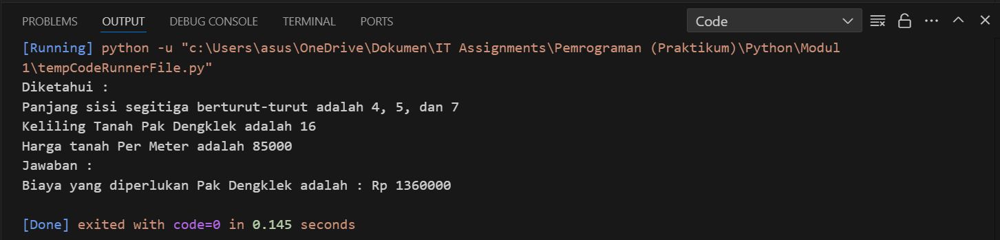 PROBLEMS OUTPUT DEBUG CONSOLE TERMINAL PORTS Code
[Running] python -u "c:\Users\asus\OneDrive\Dokumen\IT Assignments\Pemrograman (Praktikum)\Python\Modul
1\tempCodeRunnerFile.py"
Diketahui :
Panjang sisi segitiga berturut-turut adalah 4, 5, dan 7
Keliling Tanah Pak Dengklek adalah 16
Harga tanah Per Meter adalah 85000
Jawaban :
Biaya yang diperlukan Pak Dengklek adalah : Rp 1360000
[Done] exited with code=0 in 0.145 seconds